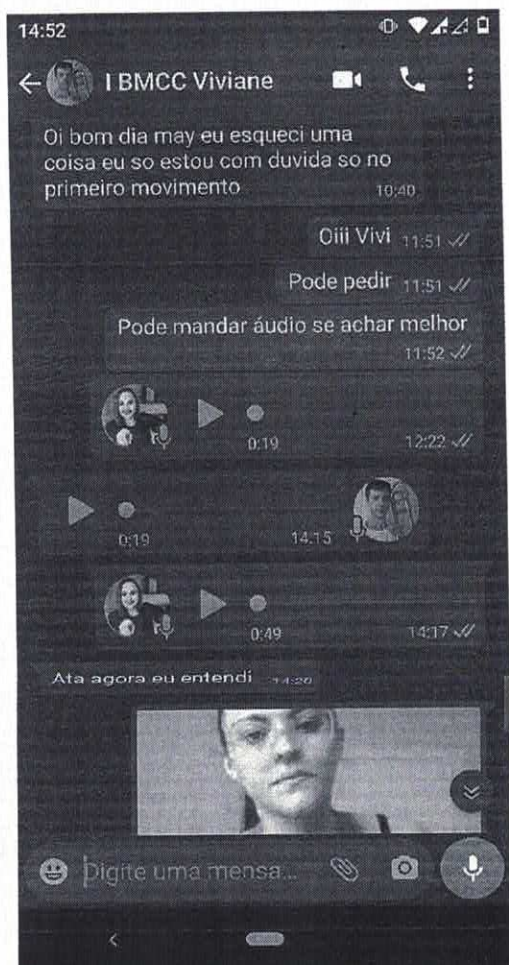 14:52
I BMCC Viviane
Oi bom dia may eu esqueci uma
coisa eu so estou com duvida so no
primeiro movimento
10:40
Oiii Vivi 11:51
Pode pedir 11:51
Pode mandar áudio se achar melhor
11:52
0:19 12:22
0:19 14:15
0:49 14:17
Ata agora eu entendi 14:20
Digite uma mensa...